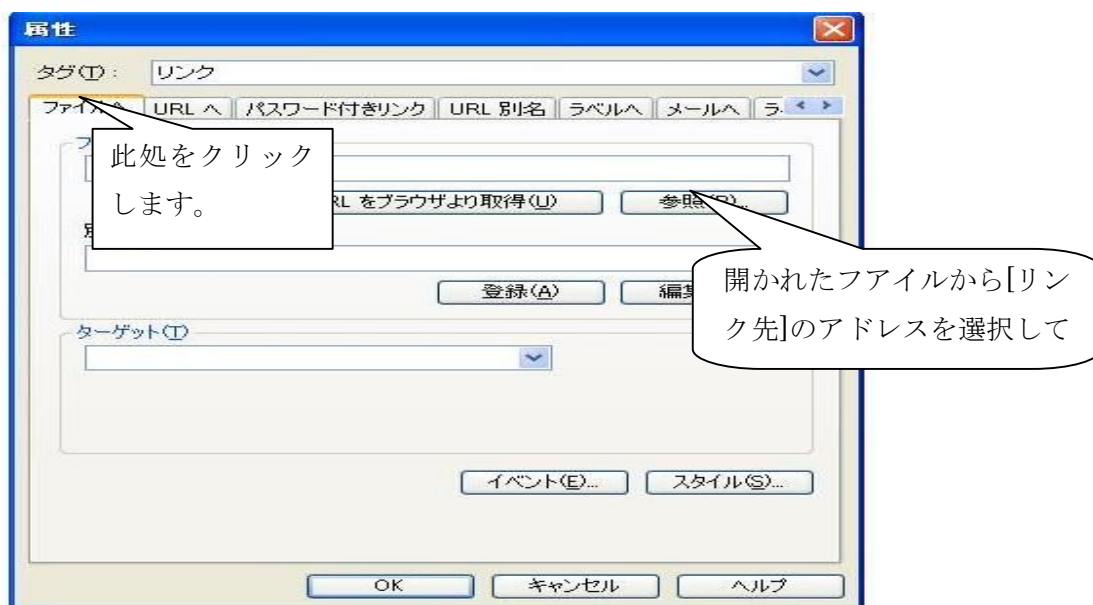 属性
タグ(T): リンク
ファイルへ URL へ パスワード付きリンク URL 別名 ラベルへ メールへ ラ
此処をクリック
します。
URL をブラウザより取得(U) 参照(R)...
登録(A) 編集
開かれたフアイルから[リン
ク先]のアドレスを選択して
ターゲット(T)
イベント(E)... スタイル(S)...
OK キャンセル ヘルプ